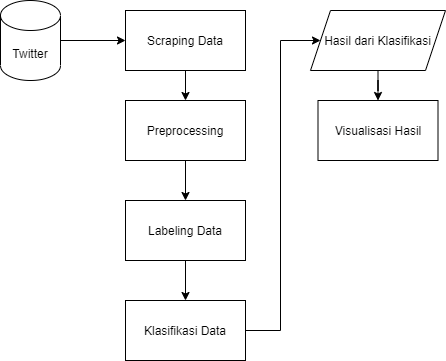 Twitter
Scraping Data
Preprocessing
Labeling Data
Klasifikasi Data
Hasil dari Klasifikasi
Visualisasi Hasil